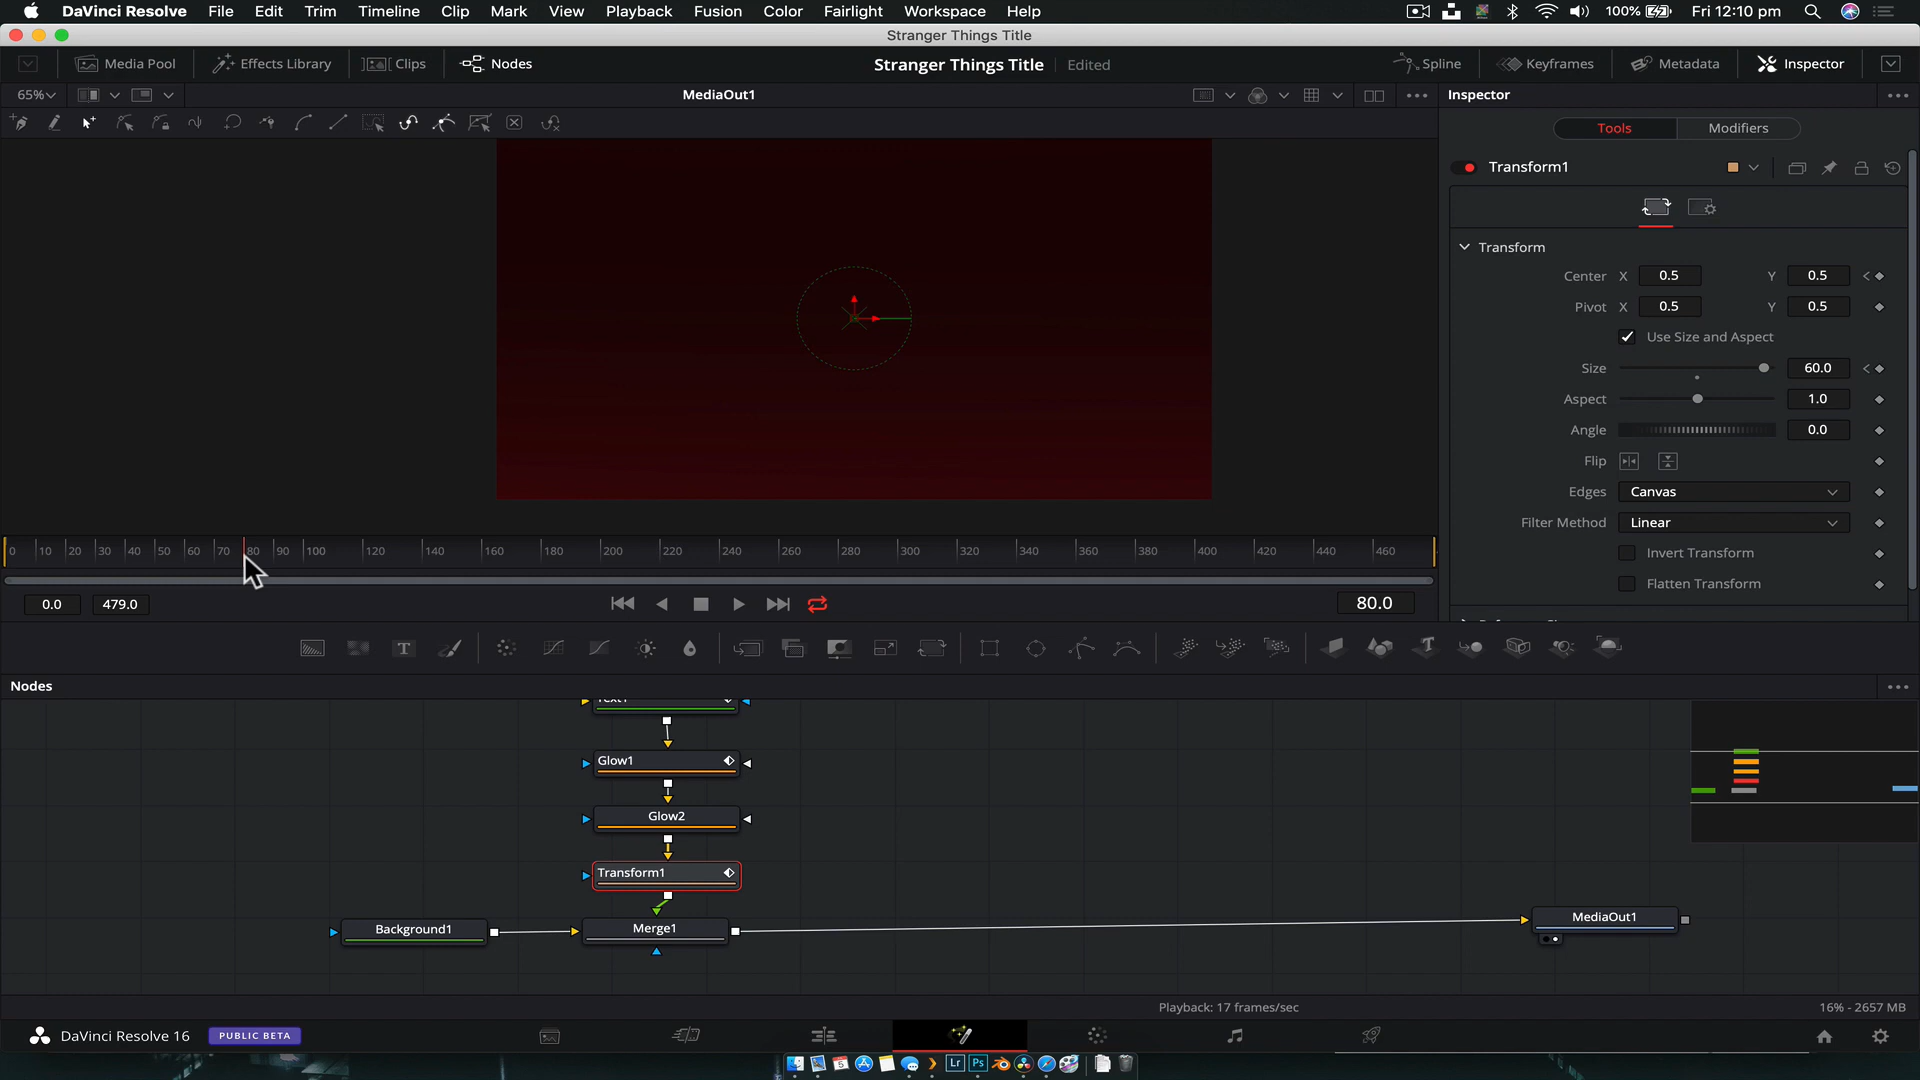 DaVinci Resolve File Edit Trim Timeline Clip Mark View Playback Fusion Color Fairlight Workspace Help 100% Fri 12:10 pm
Stranger Things Title
Media Pool Effects Library Clips Nodes Stranger Things Title Edited Spline Keyframes Metadata Inspector
65% MediaOut1 Inspector
Tools Modifiers
Transform1
Transform
Center X 0.5 Y 0.5
Pivot X 0.5 Y 0.5
Use Size and Aspect
Size 60.0
Aspect 1.0
Angle 0.0
Flip
Edges Canvas
Filter Method Linear
Invert Transform
Flatten Transform
0 10 20 30 40 50 60 70 80 90 100 120 140 160 180 200 220 240 260 280 300 320 340 360 380 400 420 440 460
0.0 479.0 80.0
Nodes
Text1
Glow1
Glow2
Transform1
Background1 Merge1 MediaOut1
Playback: 17 frames/sec 16% - 2657 MB
DaVinci Resolve 16 PUBLIC BETA
5 Lr Ps